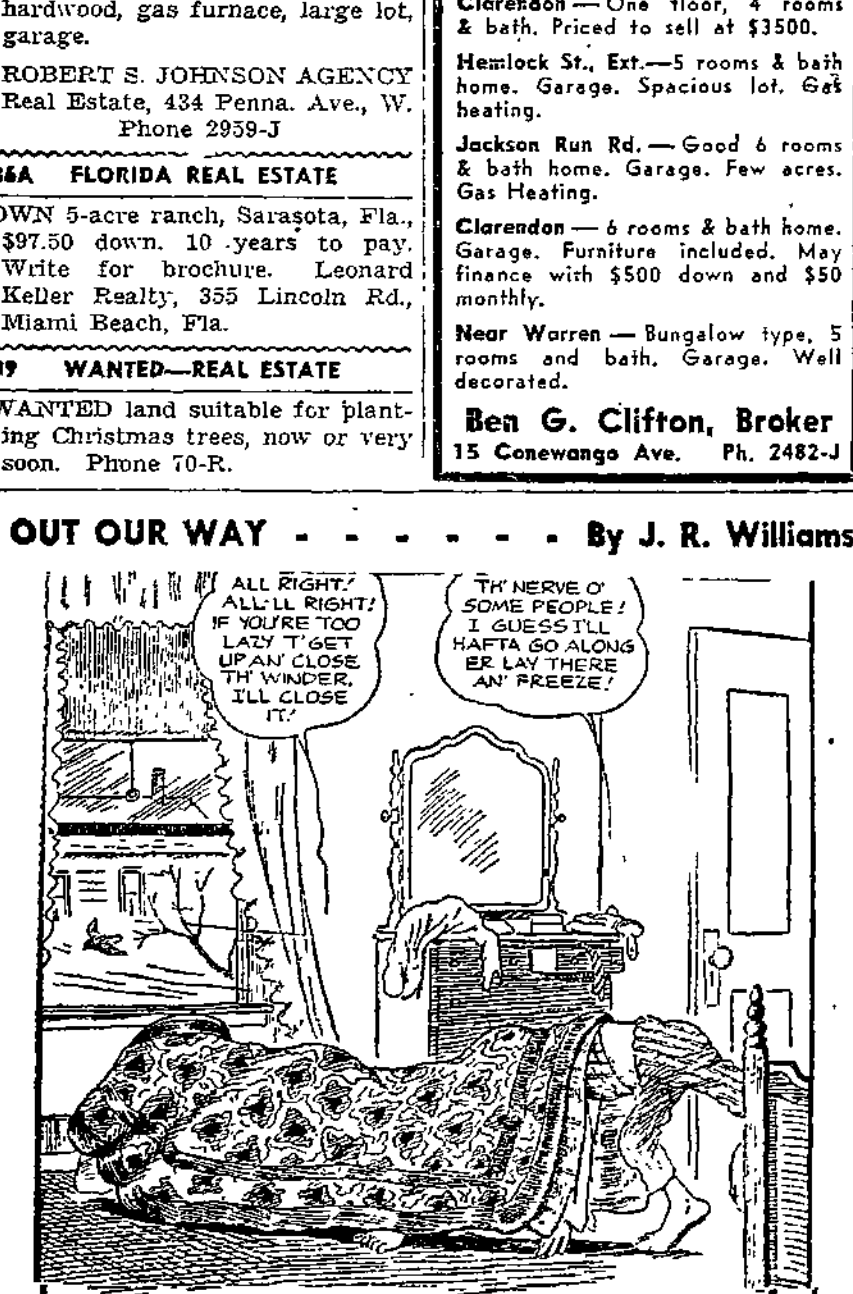 hardwood, gas furnace, large lot,
garage.
ROBERT S. JOHNSON AGENCY
Real Estate, 434 Penna. Ave., W.
Phone 2959-J
36A FLORIDA REAL ESTATE
OWN 5-acre ranch, Sarasota, Fla.,
$97.50 down. 10 years to pay.
Write for brochure. Leonard
Keller Realty, 355 Lincoln Rd.,
Miami Beach, Fla.
WANTED—REAL ESTATE
WANTED land suitable for plant-
ing Christmas trees, now or very
soon. Phone 70-R.
Clarendon — One floor, 4 rooms
& bath. Priced to sell at $3500.
Hemlock St., Ext.—5 rooms & bath
home. Garage. Spacious lot. Gas
heating.
Jackson Run Rd. — Good 6 rooms
& bath home. Garage. Few acres.
Gas Heating.
Clarendon — 6 rooms & bath home.
Garage. Furniture included. May
finance with $500 down and $50
monthly.
Near Warren — Bungalow type, 5
rooms and bath. Garage. Well
decorated.
Ben G. Clifton, Broker
15 Conewango Ave. Ph. 2482-J
OUT OUR WAY - - - - - - By J. R. Williams
ALL RIGHT!
ALL-LL RIGHT!
IF YOU'RE TOO
LAZY T'GET
UP AN' CLOSE
TH' WINDER,
I'LL CLOSE
IT!
TH' NERVE O'
SOME PEOPLE!
I GUESS I'LL
HAFTA GO ALONG
ER LAY THERE
AN' FREEZE!